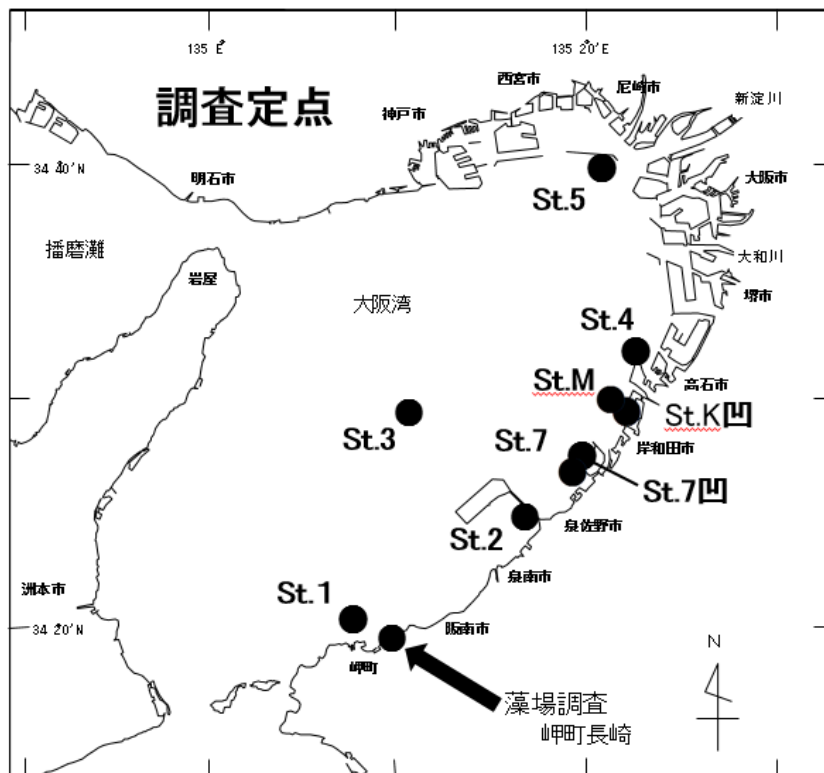 135 E
135 20'E
調査定点
西宮市
尼崎市
新淀川
神戸市
34 40'N
明石市
St.5
大阪市
播磨灘
大和川
岩屋
大阪湾
堺市
St.4
高石市
St.M
St.K凹
St.3
St.7
岸和田市
St.7凹
St.2
泉佐野市
泉南市
洲本市
St.1
34 20'N
阪南市
岬町
N
藻場調査
岬町長崎